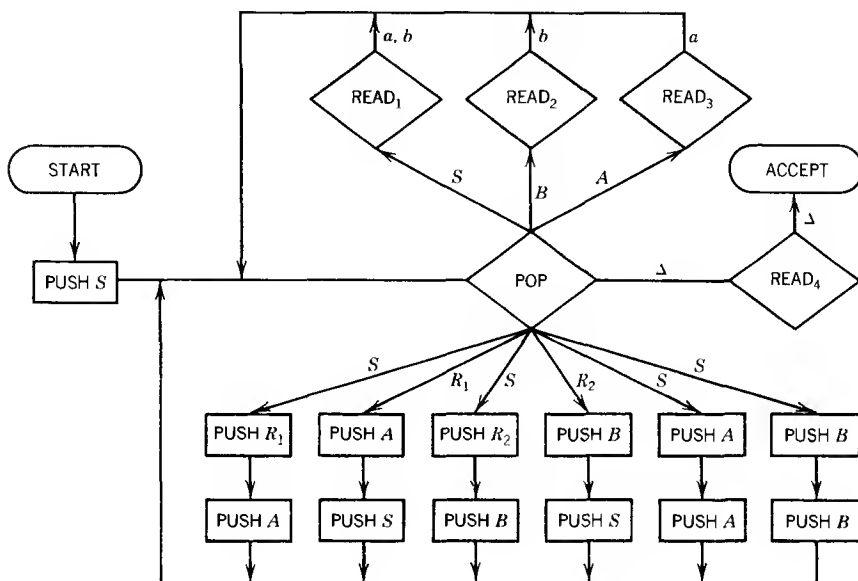 a, b b a
READ₁ READ₂ READ₃
START ACCEPT
S B A Δ
PUSH S POP Δ READ₄
S R₁ S R₂ S S
PUSH R₁ PUSH A PUSH R₂ PUSH B PUSH A PUSH B
PUSH A PUSH S PUSH B PUSH S PUSH A PUSH B